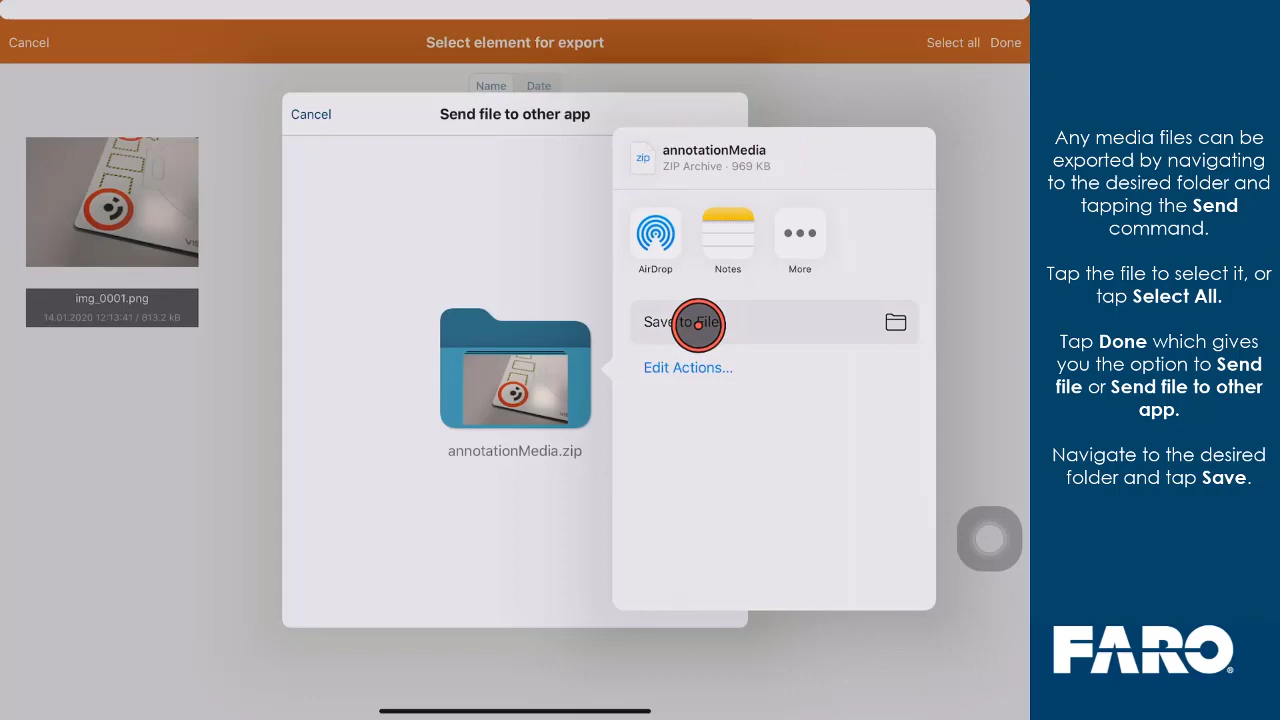 Cancel
Select element for export
Select all
Done
Name
Date
Cancel
Send file to other app
zip
annotationMedia
ZIP Archive · 969 KB
AirDrop
Notes
More
img_0001.png
14.01.2020 12:13:41 / 813.2 kB
Save to File
Edit Actions...
annotationMedia.zip
Any media files can be
exported by navigating
to the desired folder and
tapping the Send
command.
Tap the file to select it, or
tap Select All.
Tap Done which gives
you the option to Send
file or Send file to other
app.
Navigate to the desired
folder and tap Save.
FARO®